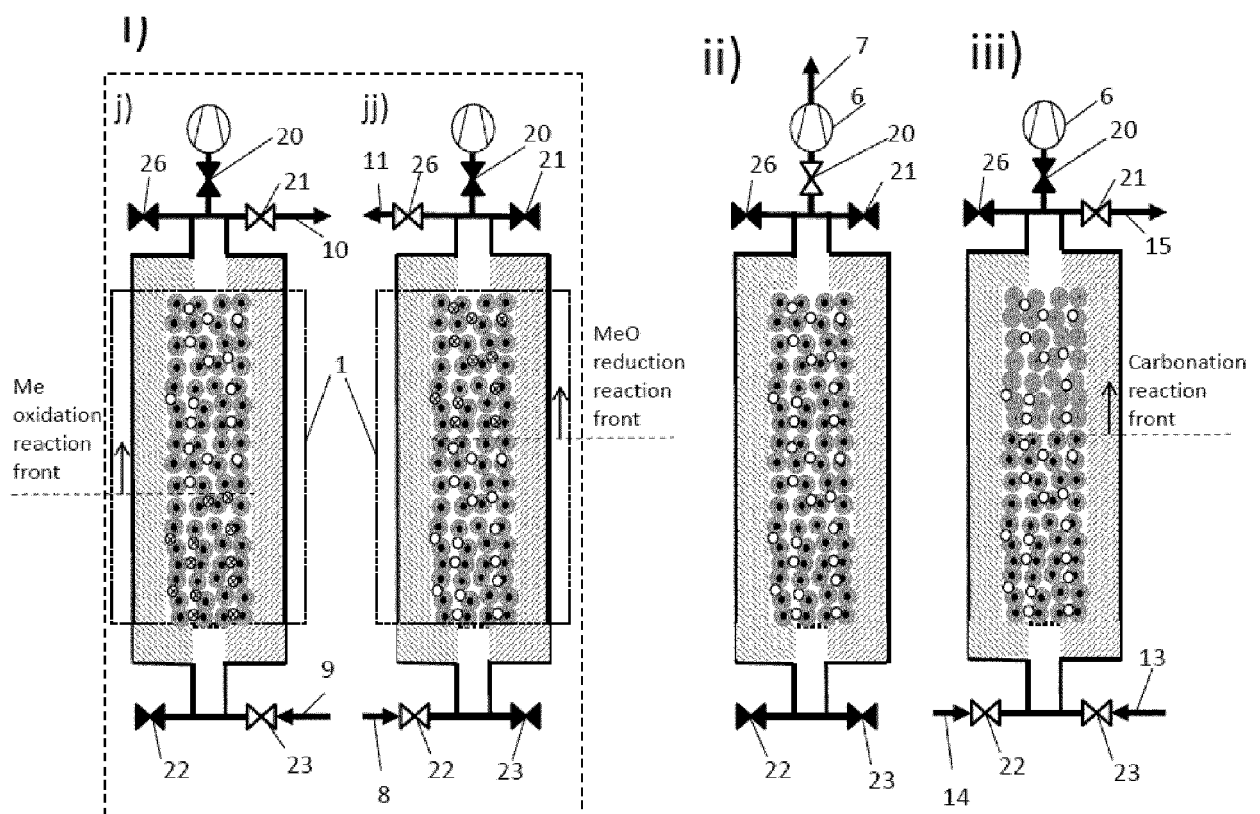 i)
ii)
iii)
j)
jj)
7
6
6
20
20
20
20
26
21
11
26
21
26
21
26
21
10
15
1
MeO
reduction
reaction
front
Me
oxidation
reaction
front
Carbonation
reaction
front
9
13
22
23
8
22
23
22
23
14
22
23